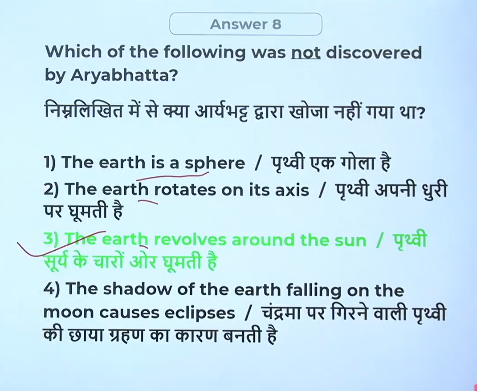 Answer 8
Which of the following was not discovered
by Aryabhatta?
निम्नलिखित में से क्या आर्यभट्ट द्वारा खोजा नहीं गया था?
1) The earth is a sphere / पृथ्वी एक गोला है
2) The earth rotates on its axis / पृथ्वी अपनी धुरी
पर घूमती है
3) The earth revolves around the sun / पृथ्वी
सूर्य के चारों ओर घूमती है
4) The shadow of the earth falling on the
moon causes eclipses / चंद्रमा पर गिरने वाली पृथ्वी
की छाया ग्रहण का कारण बनती है